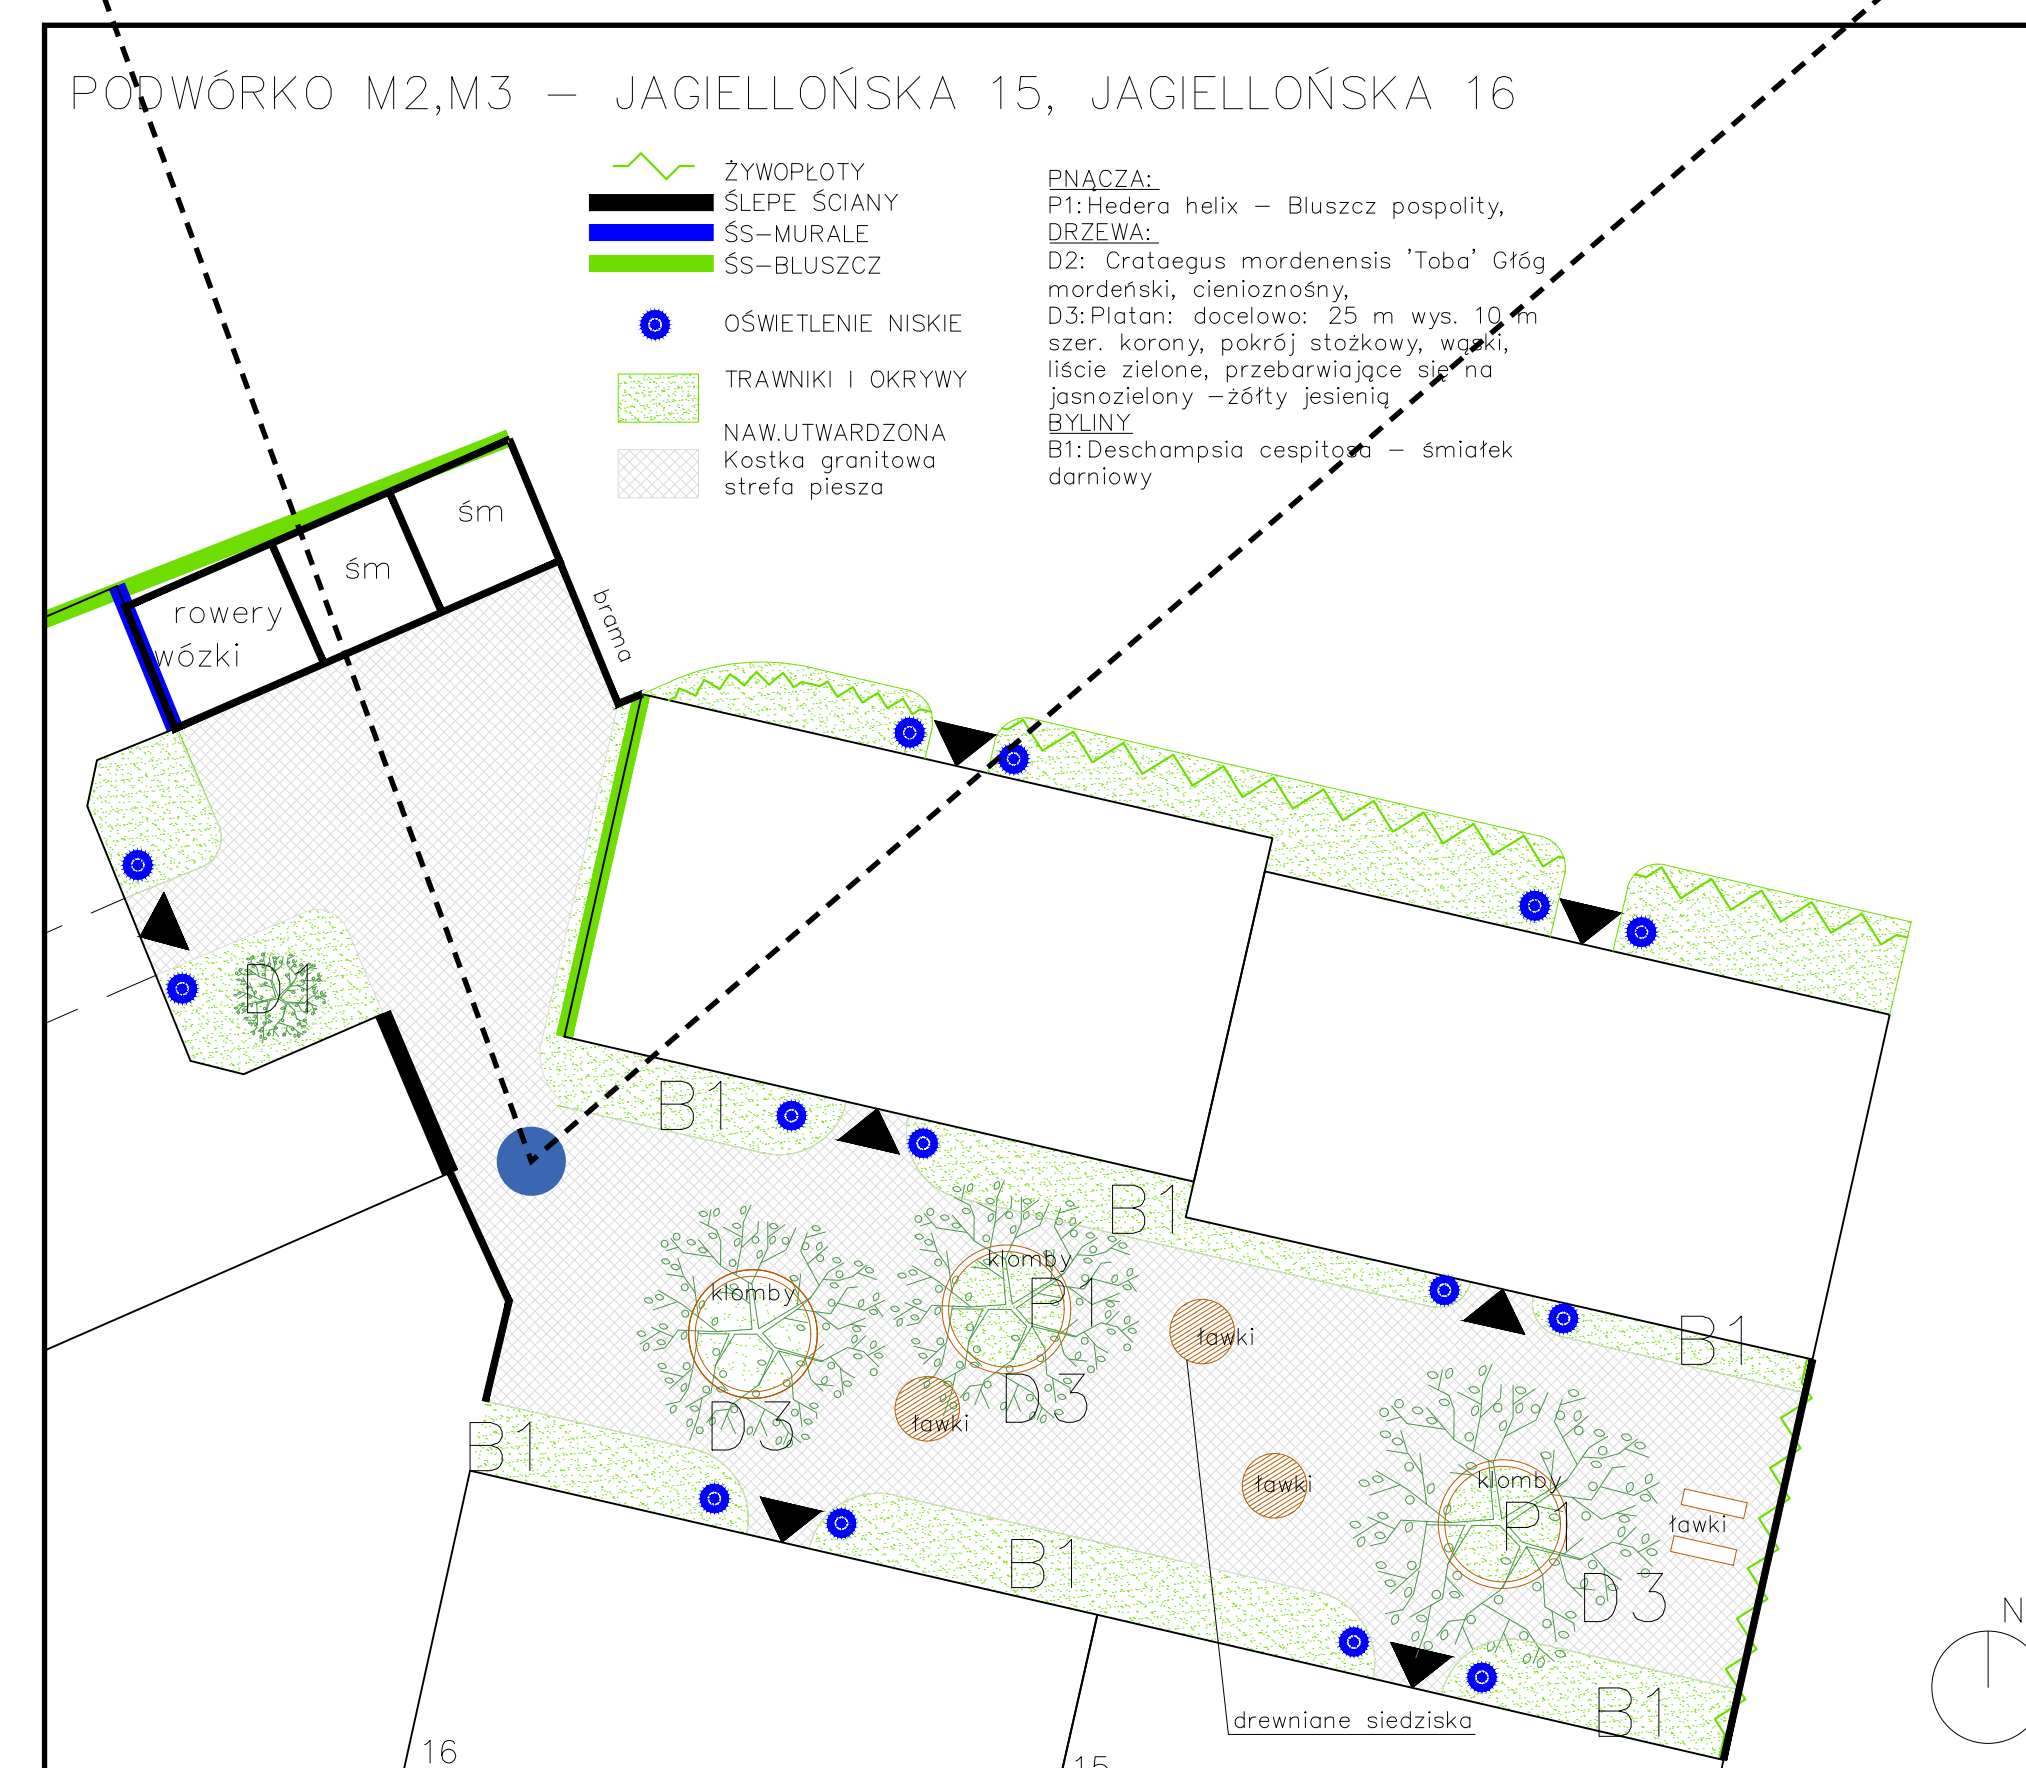 PODWÓRKO M2,M3 – JAGIELLOŃSKA 15, JAGIELLOŃSKA 16
ŻYWOPŁOTY
ŚLEPE ŚCIANY
ŚS–MURALE
ŚS–BLUSZCZ
OŚWIETLENIE NISKIE
TRAWNIKI I OKRYWY
NAW.UTWARDZONA
Kostka granitowa
strefa piesza
PNĄCZA:
P1:Hedera helix – Bluszcz pospolity,
DRZEWA:
D2: Crataegus mordenensis 'Toba' Głóg
mordeński, cienioznośny,
D3:Platan: docelowo: 25 m wys. 10 m
szer. korony, pokrój stożkowy, wąski,
liście zielone, przebarwiające się na
jasnozielony –żółty jesienią
BYLINY
B1:Deschampsia cespitosa – śmiałek
darniowy
śm
śm
rowery
wózki
brama
D1
B1
B1
klomby
P1
klomby
ławki
B1
D3
D3
ławki
B1
klomby
ławki
P1
ławki
B1
D3
N
B1
drewniane siedziska
16
15